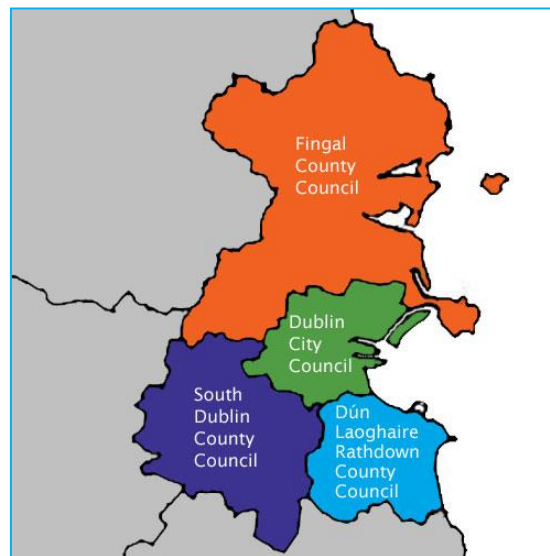 Fingal
County
Council
Dublin
City
Council
South
Dublin
County
Council
Dún
Laoghaire
Rathdown
County
Council